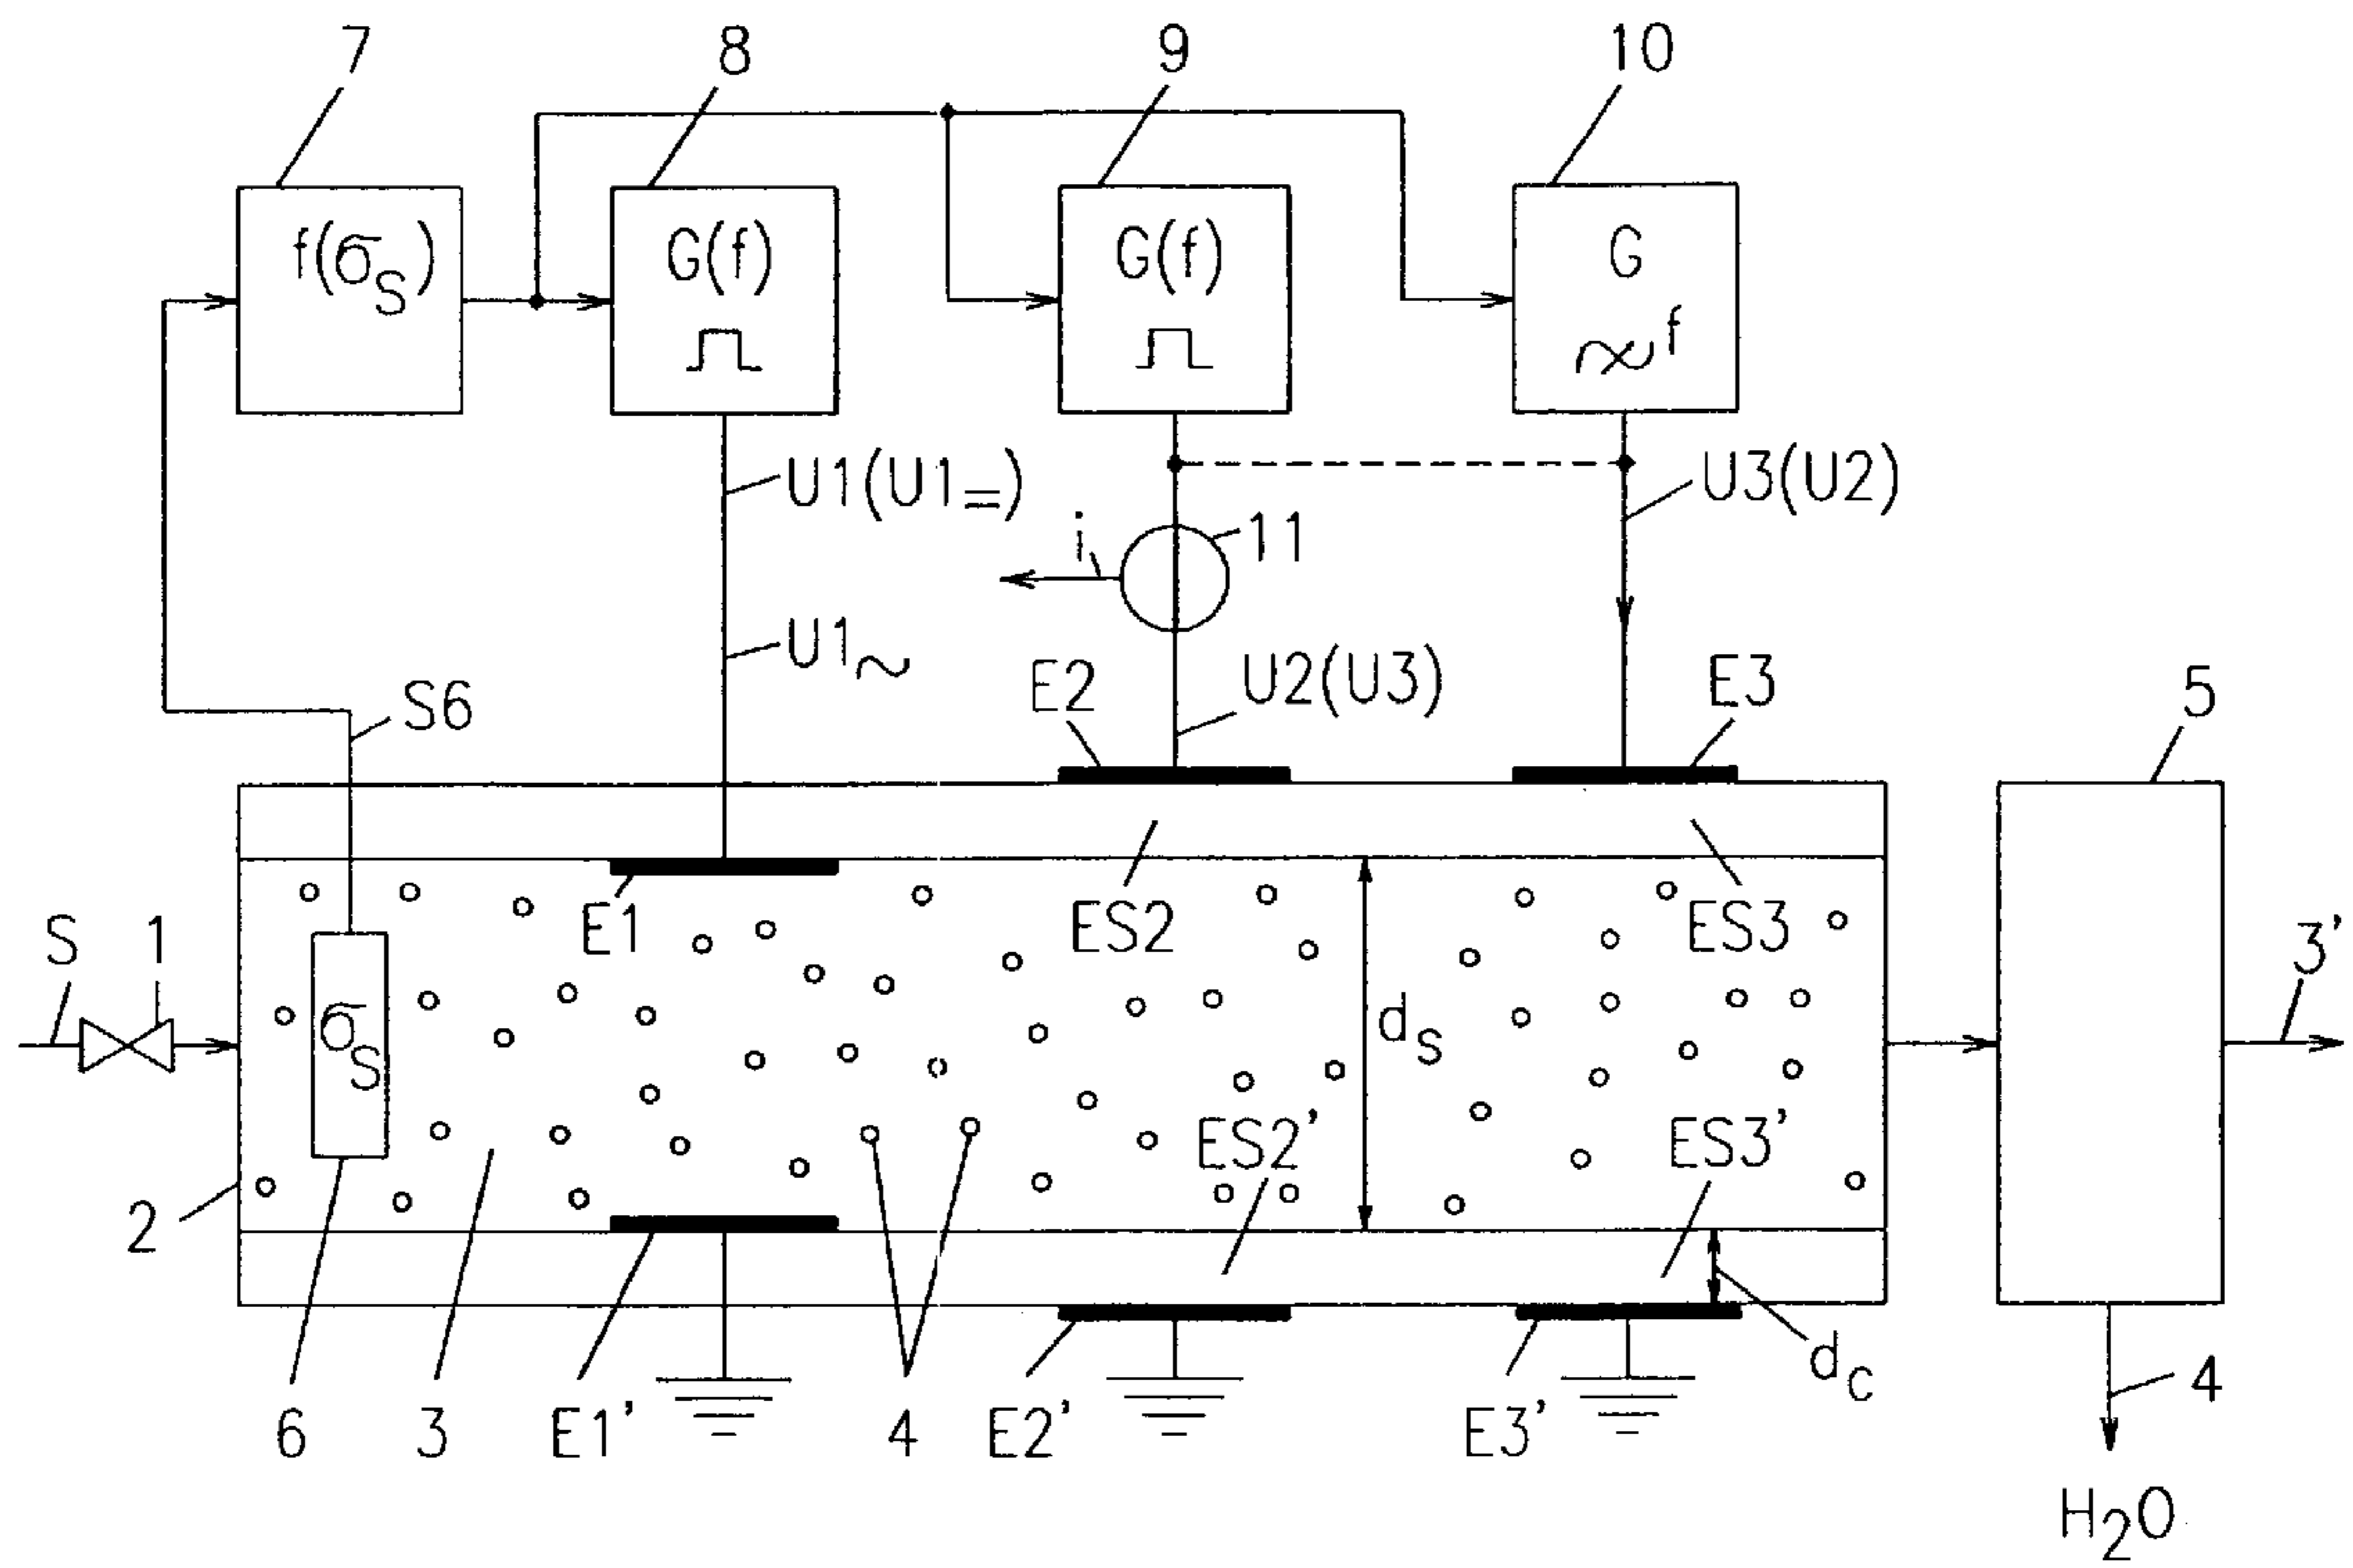 7 8 9 10
f(σS) G(f) G(f) G
f
U1(U1=) U3(U2)
i 11
U1~
S6 E2 U2(U3) E3 5
S 1 E1 ES2 ES3 3'
σS dS
ES2' ES3'
2
dC
6 3 E1' 4 E2' E3' 4
H2O